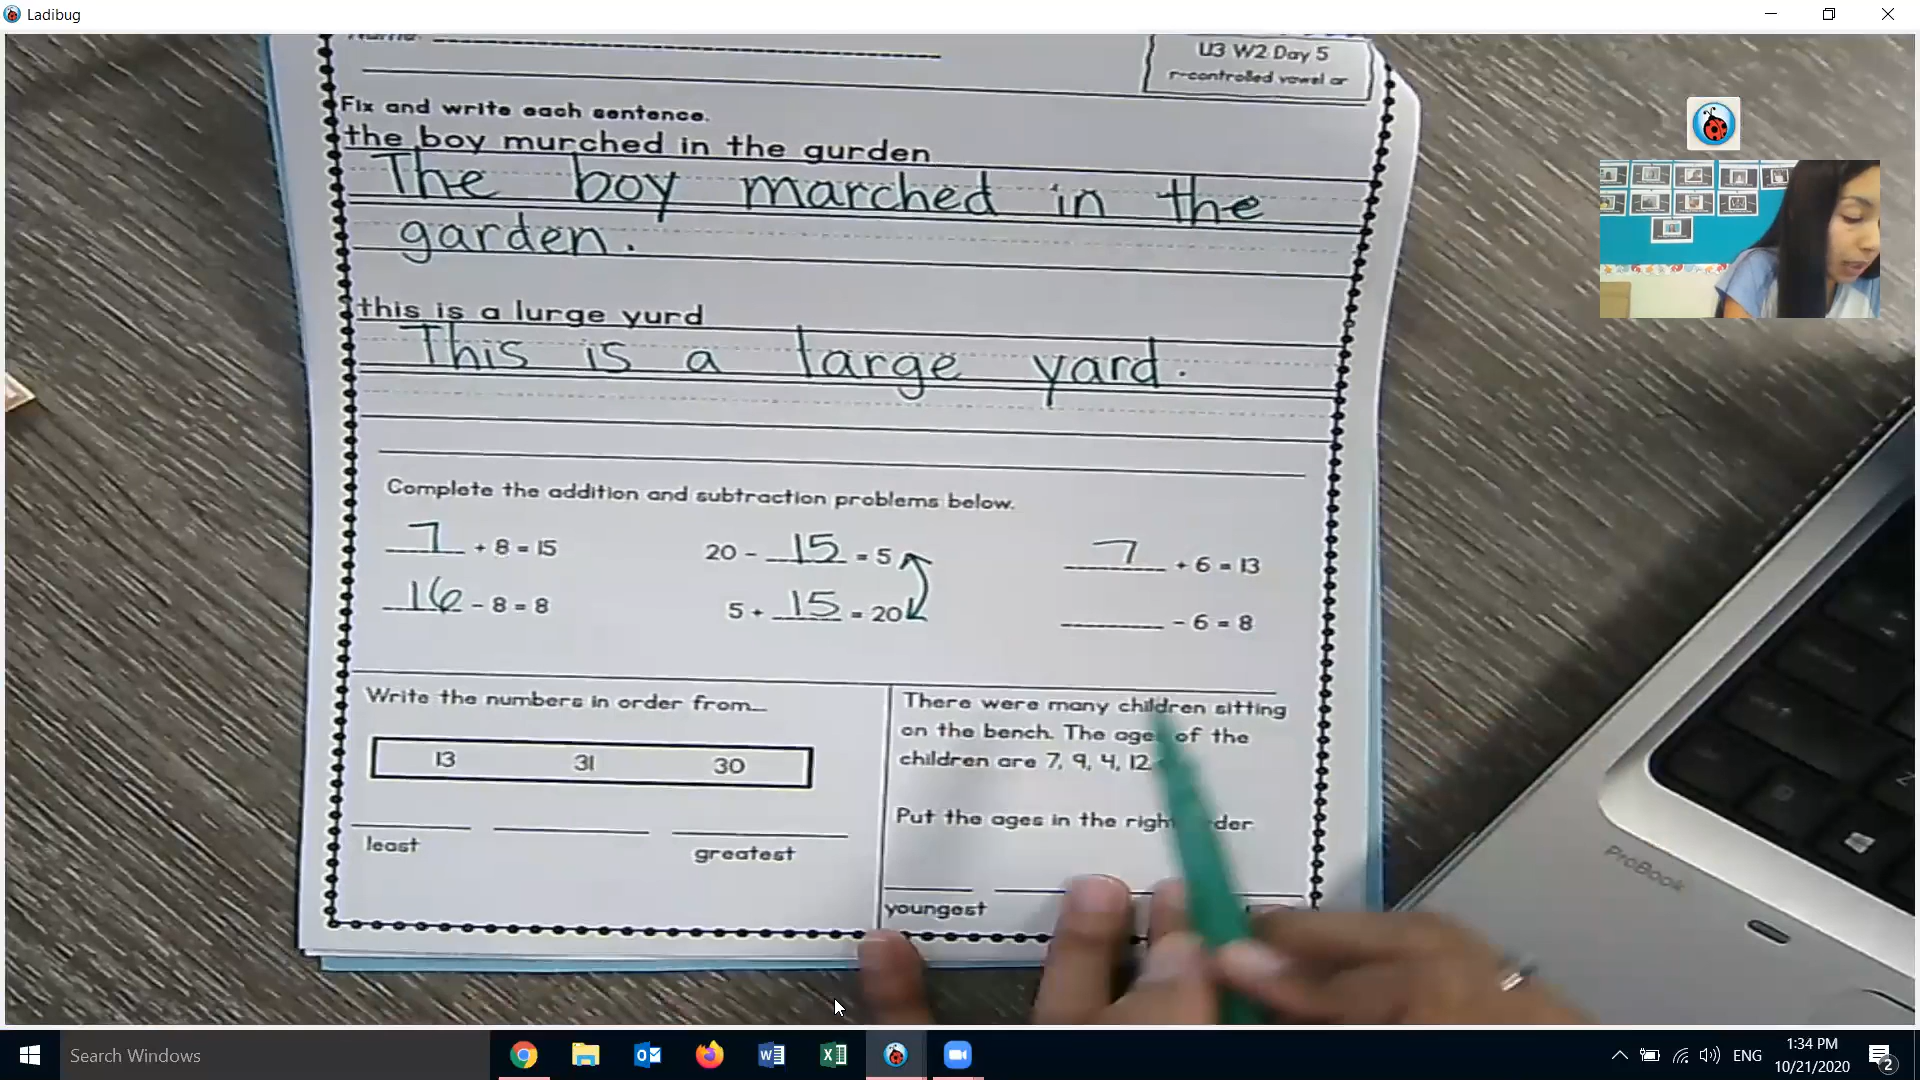 Ladibug
U3 W2 Day 5
r-controlled vowel ar
Fix and write each sentence.
the boy murched in the gurden
The boy marched in the
garden.
this is a lurge yurd
This is a large yard.
Complete the addition and subtraction problems below.
7 + 8 = 15 20 - 15 = 5 7 + 6 = 13
16 - 8 = 8 5 + 15 = 20 ____ - 6 = 8
Write the numbers in order from...
13 31 30
least greatest
There were many children sitting
on the bench. The ages of the
children are 7, 9, 4, 12
Put the ages in the right order
youngest
ProBook
Search Windows
ENG
1:34 PM
10/21/2020
2